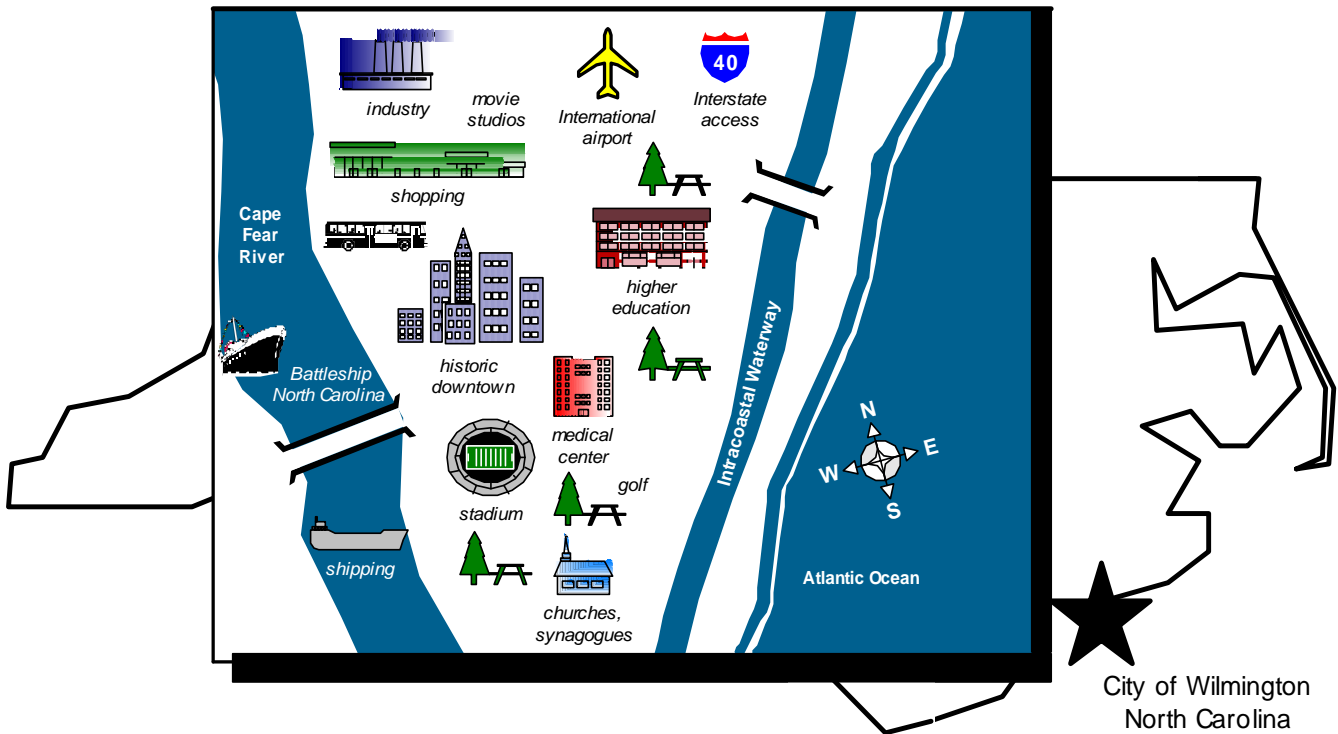 40
industry
movie
studios
International
airport
Interstate
access
shopping
Cape
Fear
River
higher
education
Battleship
North Carolina
historic
downtown
Intracoastal Waterway
medical
center
N
E
W
S
golf
stadium
shipping
Atlantic Ocean
churches,
synagogues
City of Wilmington
North Carolina